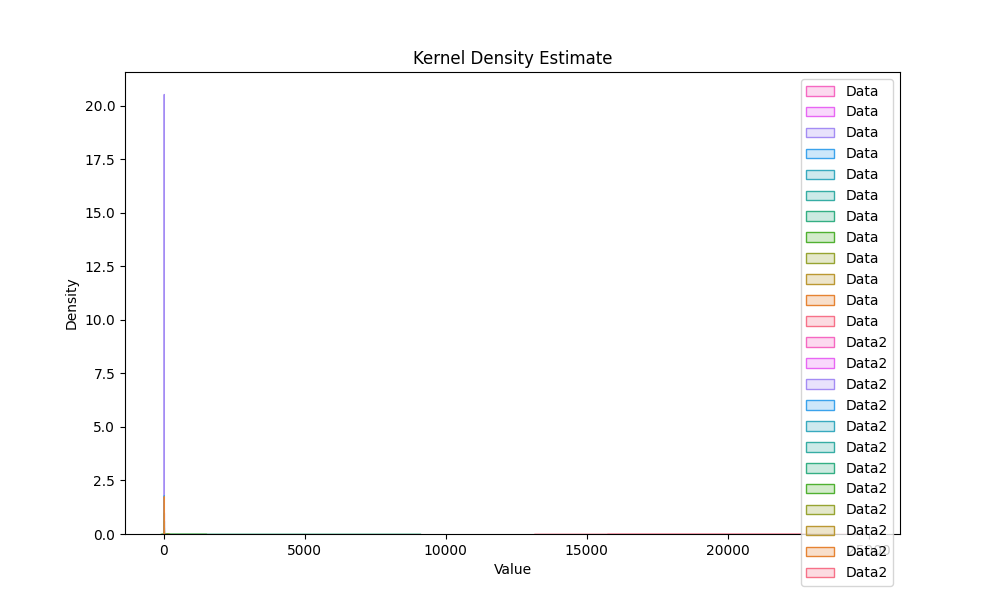 Kernel Density Estimate
20.0
17.5
15.0
12.5
10.0
7.5
5.0
2.5
0.0
Density
0
5000
10000
15000
20000
Value
Data
Data
Data
Data
Data
Data
Data
Data
Data
Data
Data
Data
Data2
Data2
Data2
Data2
Data2
Data2
Data2
Data2
Data2
Data2
Data2
Data2